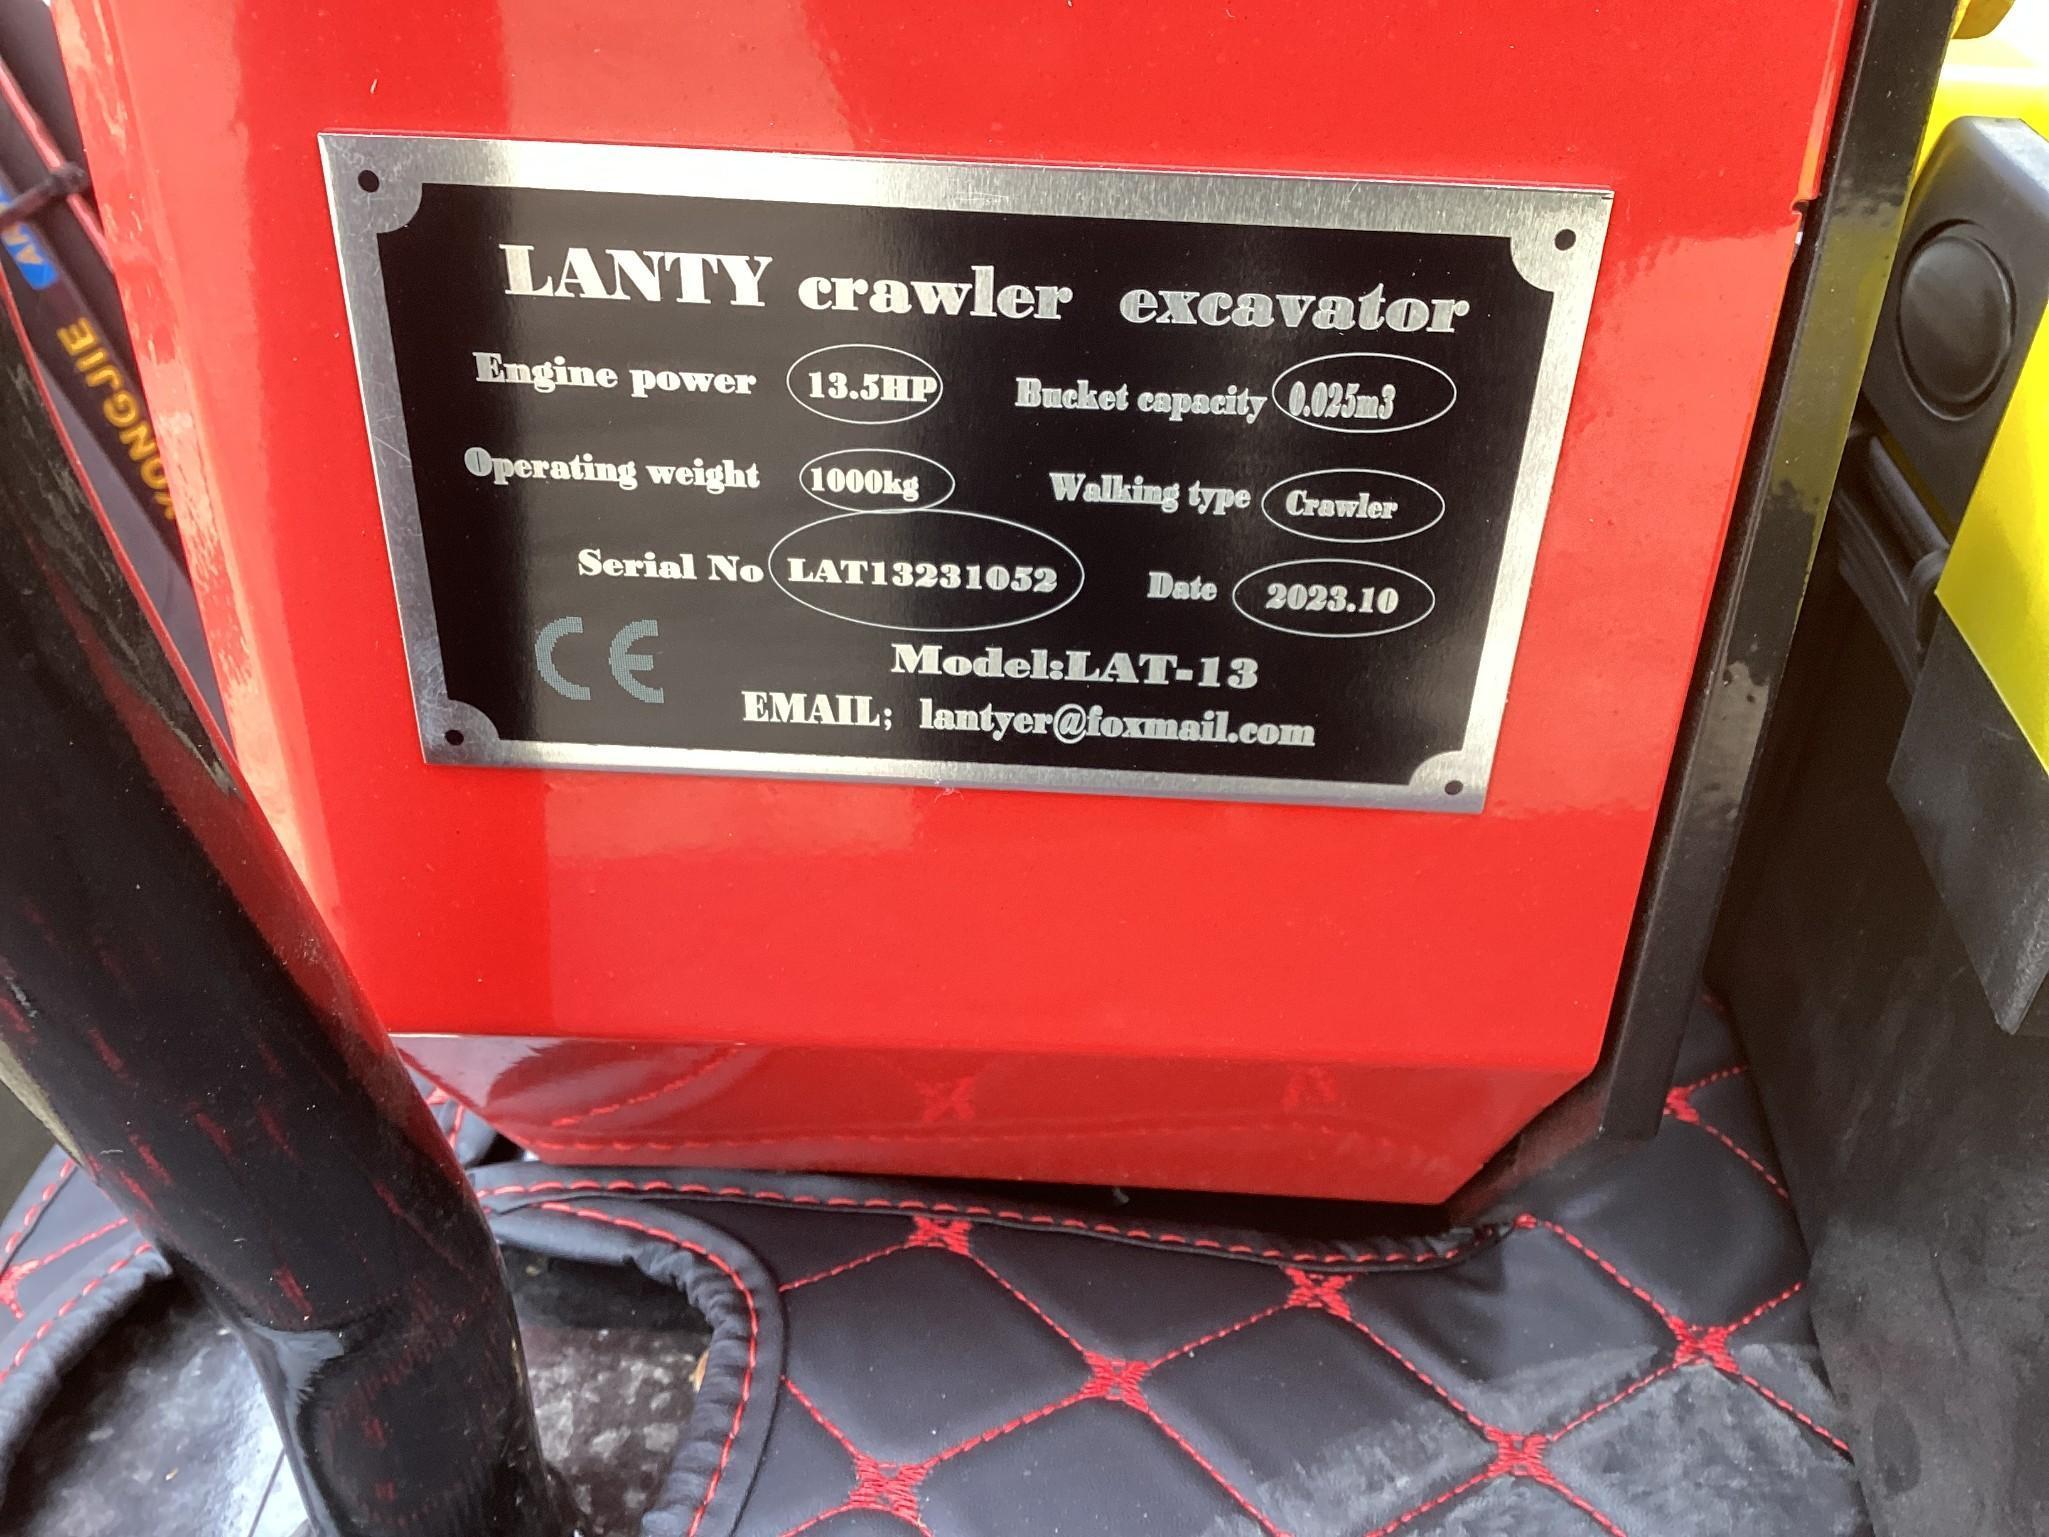 LANTY crawler excavator
Engine power 13.5HP Bucket capacity 0.025m3
Operating weight 1000kg Walking type Crawler
Serial No LAT13231052 Date 2023.10
CE Model:LAT-13
EMAIL; lantyer@foxmail.com